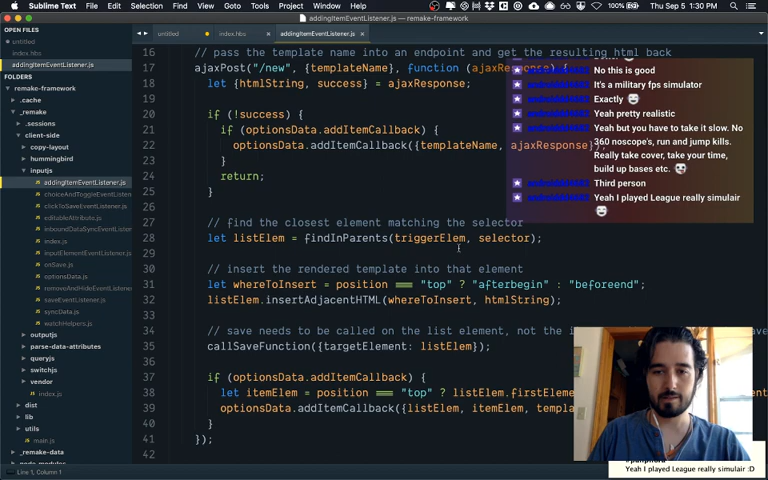 Sublime Text File Edit Selection Find View Goto Tools Project Window Help 100% Thu Sep 5 1:30 PM
addingItemEventListener.js — remake-framework
OPEN FILES
untitled
index.hbs
addingItemEventListener.js
FOLDERS
remake-framework
.cache
_remake
.sessions
client-side
copy-layout
hummingbird
inputjs
addingItemEventListener.js
choiceAndToggleEventListen
clickToSaveEventListener.js
editableAttribute.js
inboundDataSyncEventListen
index.js
inputElementEventListener.js
onSave.js
optionsData.js
removeAndHideEventListener
saveEventListener.js
syncData.js
watchHelpers.js
outputjs
parse-data-attributes
queryjs
switchjs
vendor
index.js
dist
lib
utils
main.js
_remake-data
untitled index.hbs addingItemEventListener.js
16 // pass the template name into an endpoint and get the resulting html back
17 ajaxPost("/new", {templateName}, function (ajaxResponse)
18 let {htmlString, success} = ajaxResponse;
19
20 if (!success) {
21 if (optionsData.addItemCallback) {
22 optionsData.addItemCallback({templateName, ajaxResponse});
23 }
24 return;
25 }
26
27 // find the closest element matching the selector
28 let listElem = findInParents(triggerElem, selector);
29
30 // insert the rendered template into that element
31 let whereToInsert = position === "top" ? "afterbegin" : "beforeend";
32 listElem.insertAdjacentHTML(whereToInsert, htmlString);
33
34 // save needs to be called on the list element, not the i
35 callSaveFunction({targetElement: listElem});
36
37 if (optionsData.addItemCallback) {
38 let itemElem = position === "top" ? listElem.firstEleme
39 optionsData.addItemCallback({listElem, itemElem, templa
40 }
41 });
42
No this is good
It's a military fps simulator
Exactly
Yeah pretty realistic
Yeah but you have to take it slow. No
360 noscope's, run and jump kills.
Really take cover, take your time,
build up bases etc.
Third person
Yeah I played League really simulair
Yeah I played League really simulair :D
Line 1, Column 1